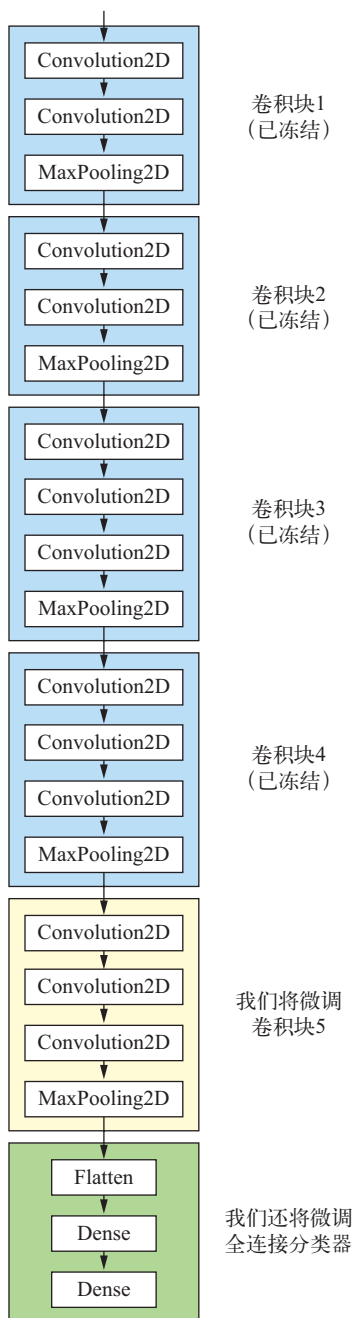 Convolution2D
Convolution2D
MaxPooling2D
卷积块1
（已冻结）
Convolution2D
Convolution2D
MaxPooling2D
卷积块2
（已冻结）
Convolution2D
Convolution2D
Convolution2D
MaxPooling2D
卷积块3
（已冻结）
Convolution2D
Convolution2D
Convolution2D
MaxPooling2D
卷积块4
（已冻结）
Convolution2D
Convolution2D
Convolution2D
MaxPooling2D
我们将微调
卷积块5
Flatten
Dense
Dense
我们还将微调
全连接分类器